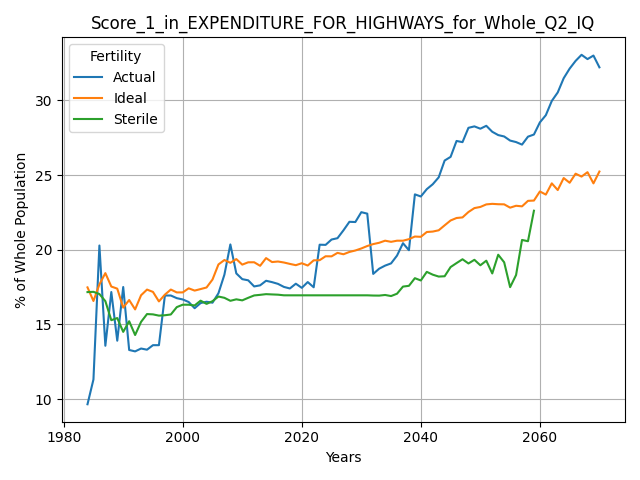 Score_1_in_EXPENDITURE_FOR_HIGHWAYS_for_Whole_Q2_IQ
Fertility
Actual
Ideal
Sterile
% of Whole Population
30
25
20
15
10
1980
2000
2020
2040
2060
Years